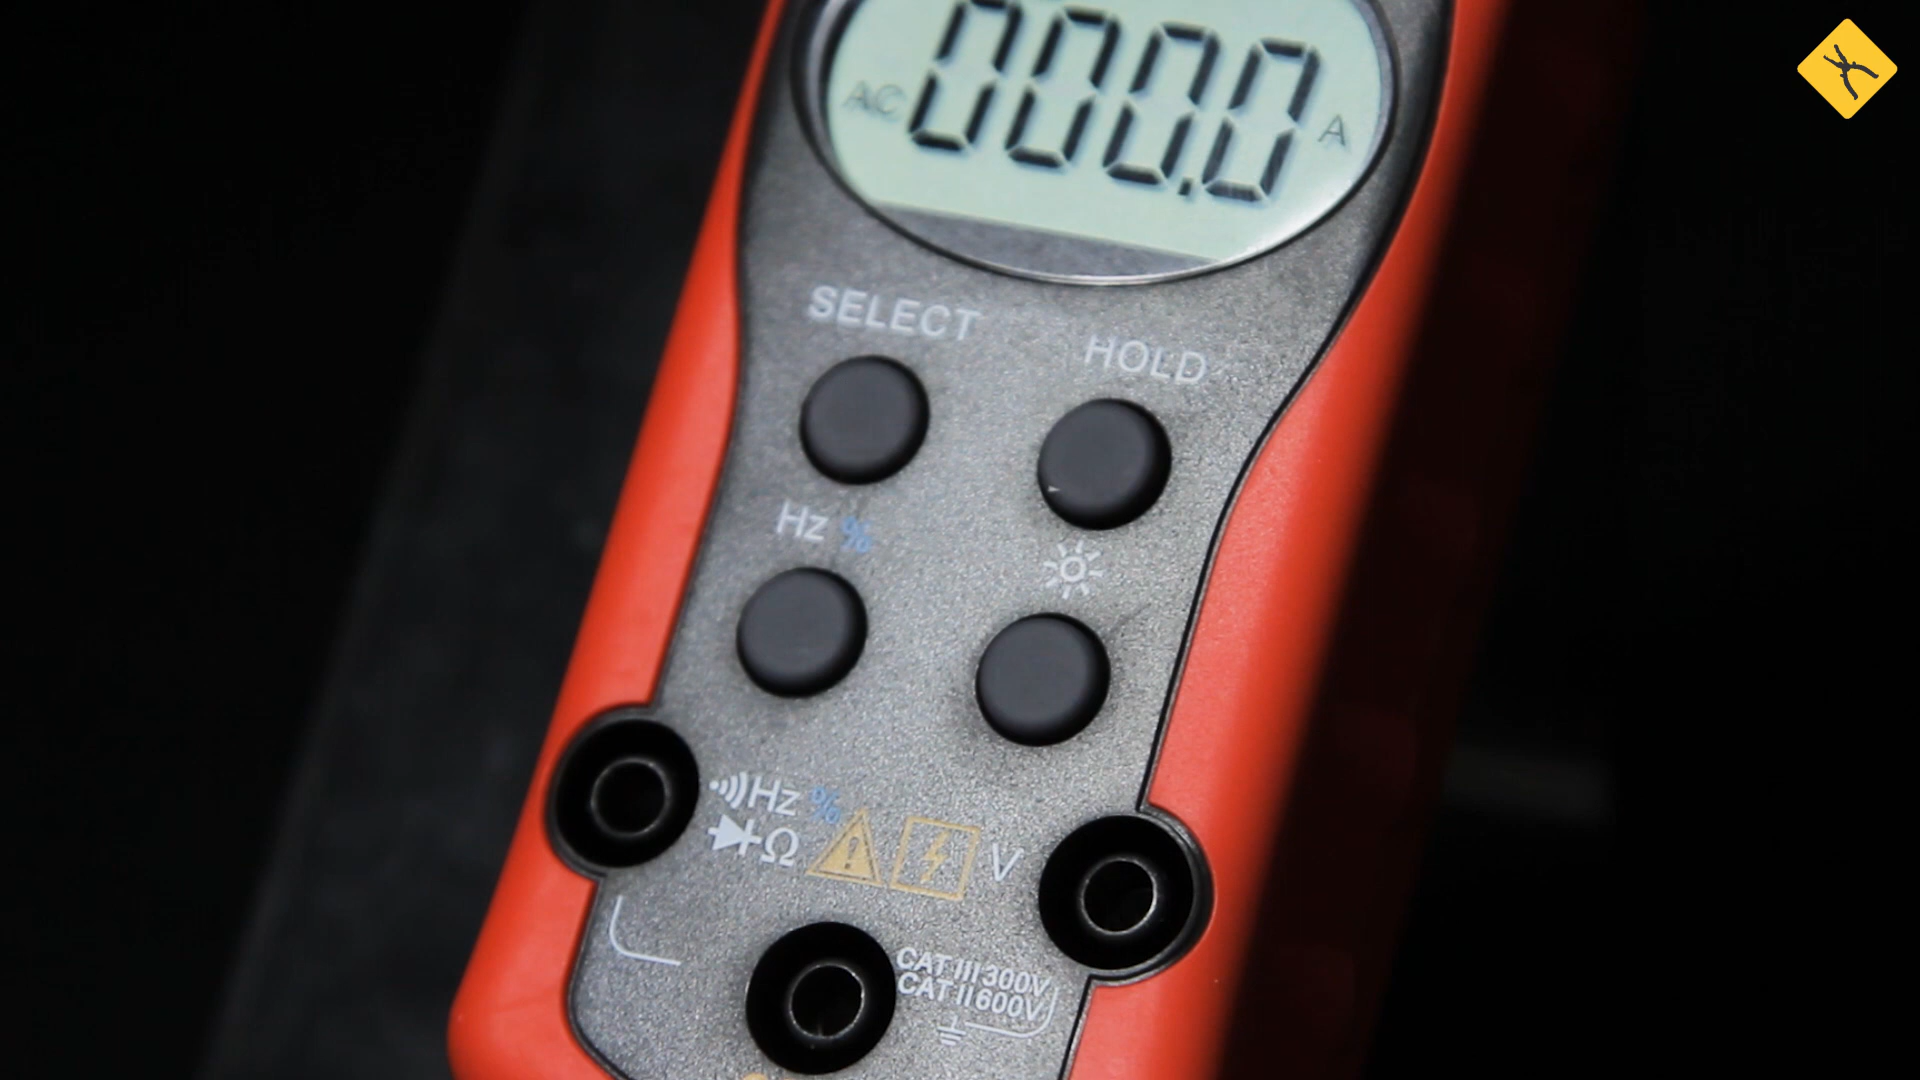 AC 000.0 A
SELECT
HOLD
Hz %
Hz %
Ω V
CAT III 300V
CAT II 600V